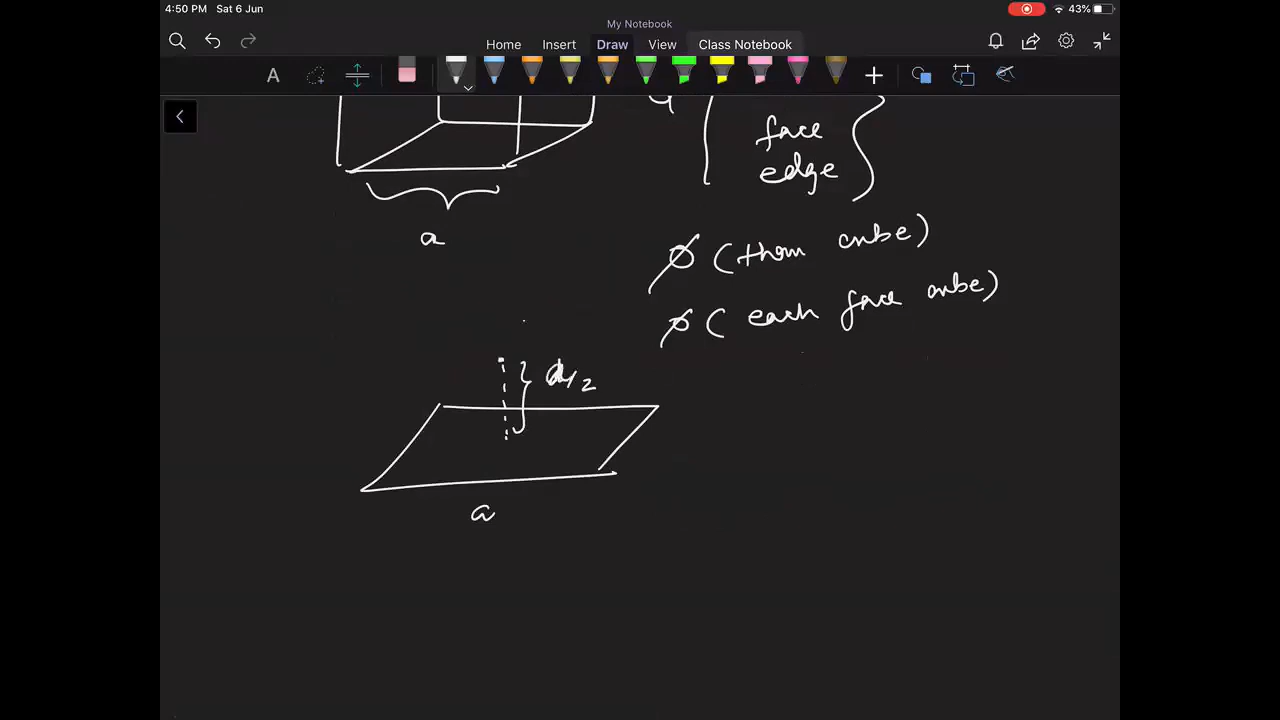 4:50 PM Sat 6 Jun
43%
My Notebook
Home Insert Draw View Class Notebook
A
face
edge
a
ϕ (thom cube)
ϕ ( each face cube)
a/2
a